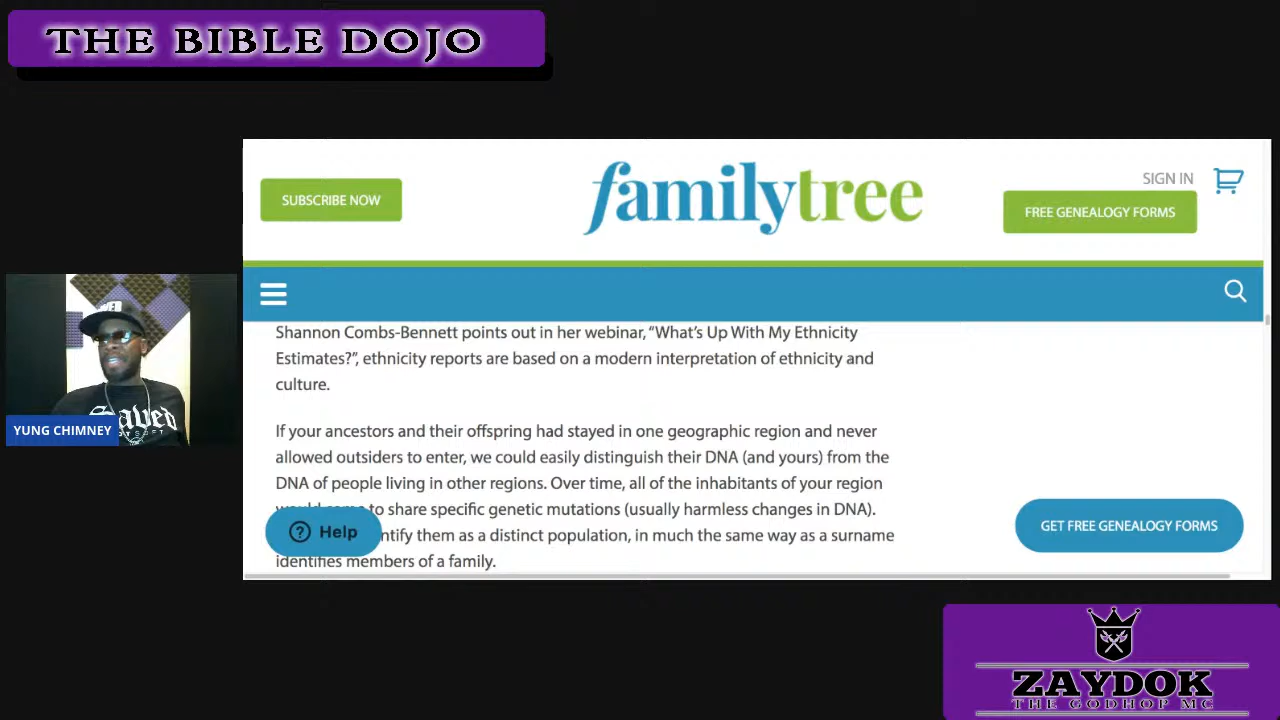 THE BIBLE DOJO
SUBSCRIBE NOW
familytree
SIGN IN
FREE GENEALOGY FORMS
Shannon Combs-Bennett points out in her webinar, “What’s Up With My Ethnicity
Estimates?”, ethnicity reports are based on a modern interpretation of ethnicity and
culture.
If your ancestors and their offspring had stayed in one geographic region and never
allowed outsiders to enter, we could easily distinguish their DNA (and yours) from the
DNA of people living in other regions. Over time, all of the inhabitants of your region
to share specific genetic mutations (usually harmless changes in DNA).
them as a distinct population, in much the same way as a surname
identifies members of a family.
Help
GET FREE GENEALOGY FORMS
Saved
YUNG CHIMNEY
ZAYDOK
THE GODHOP MC